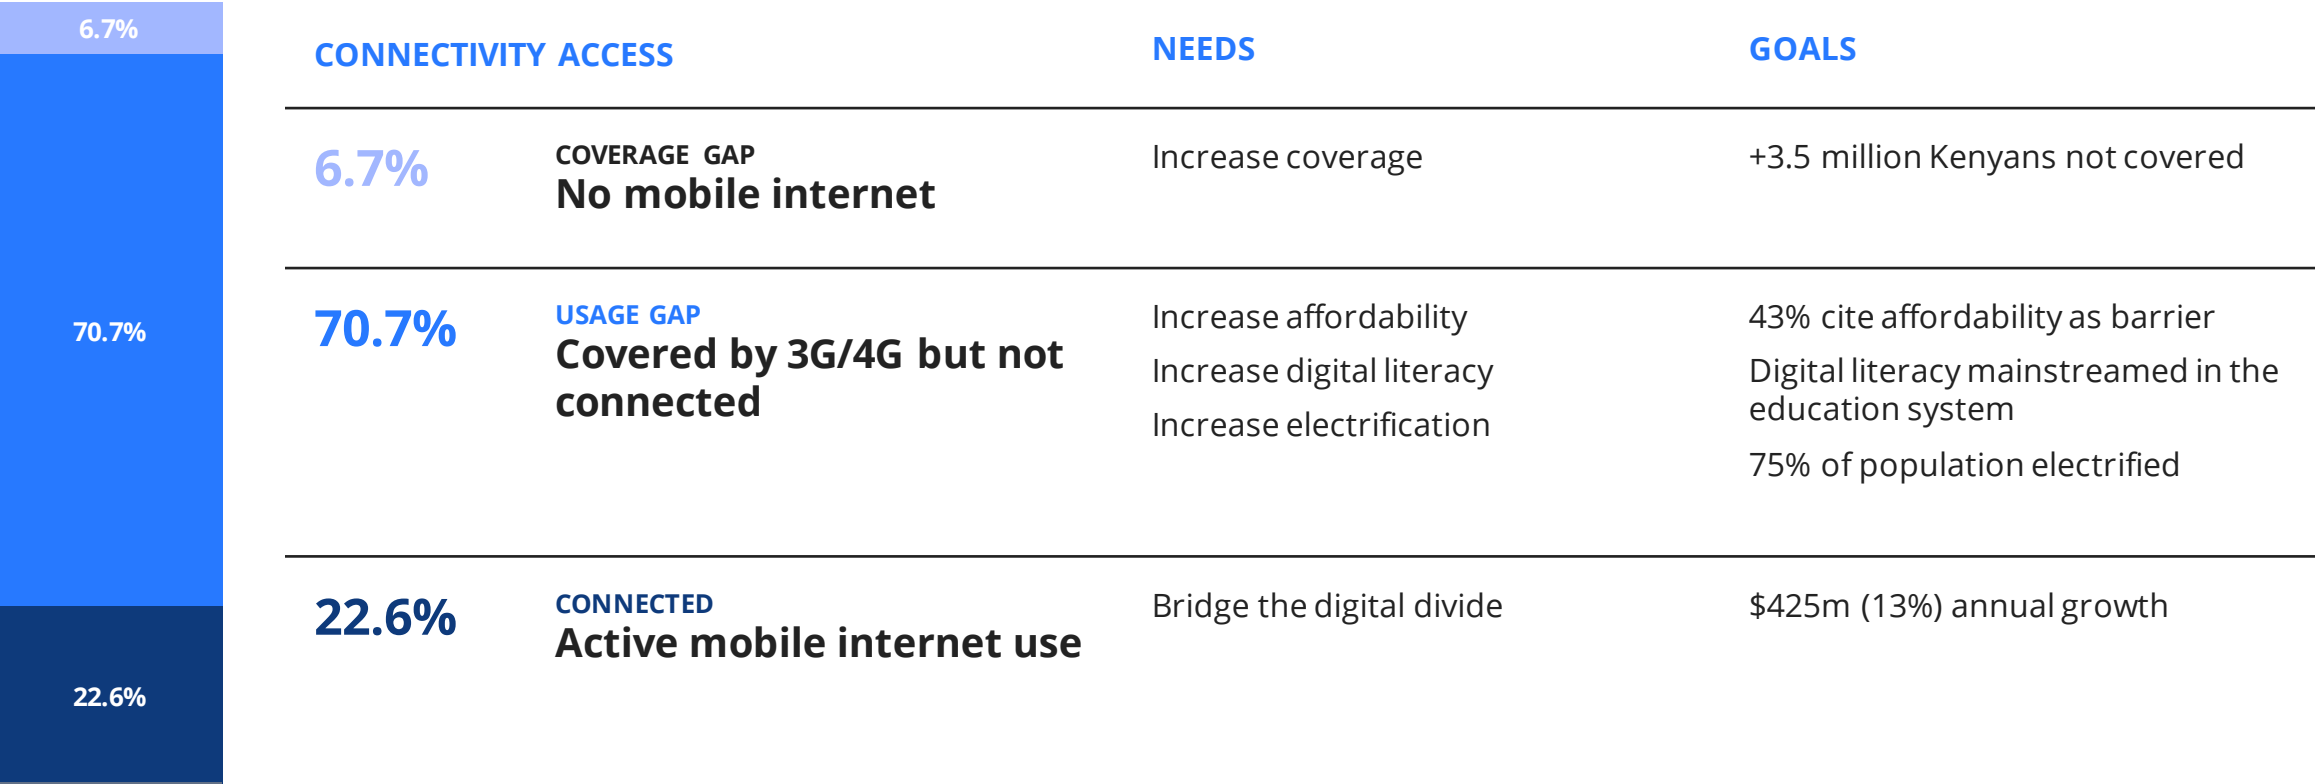 6.7%
70.7%
22.6%
CONNECTIVITY ACCESS
NEEDS
GOALS
6.7%
COVERAGE GAP
No mobile internet
Increase coverage
+3.5 million Kenyans not covered
70.7%
USAGE GAP
Covered by 3G/4G but not
connected
Increase affordability
Increase digital literacy
Increase electrification
43% cite affordability as barrier
Digital literacy mainstreamed in the
education system
75% of population electrified
22.6%
CONNECTED
Active mobile internet use
Bridge the digital divide
$425m (13%) annual growth